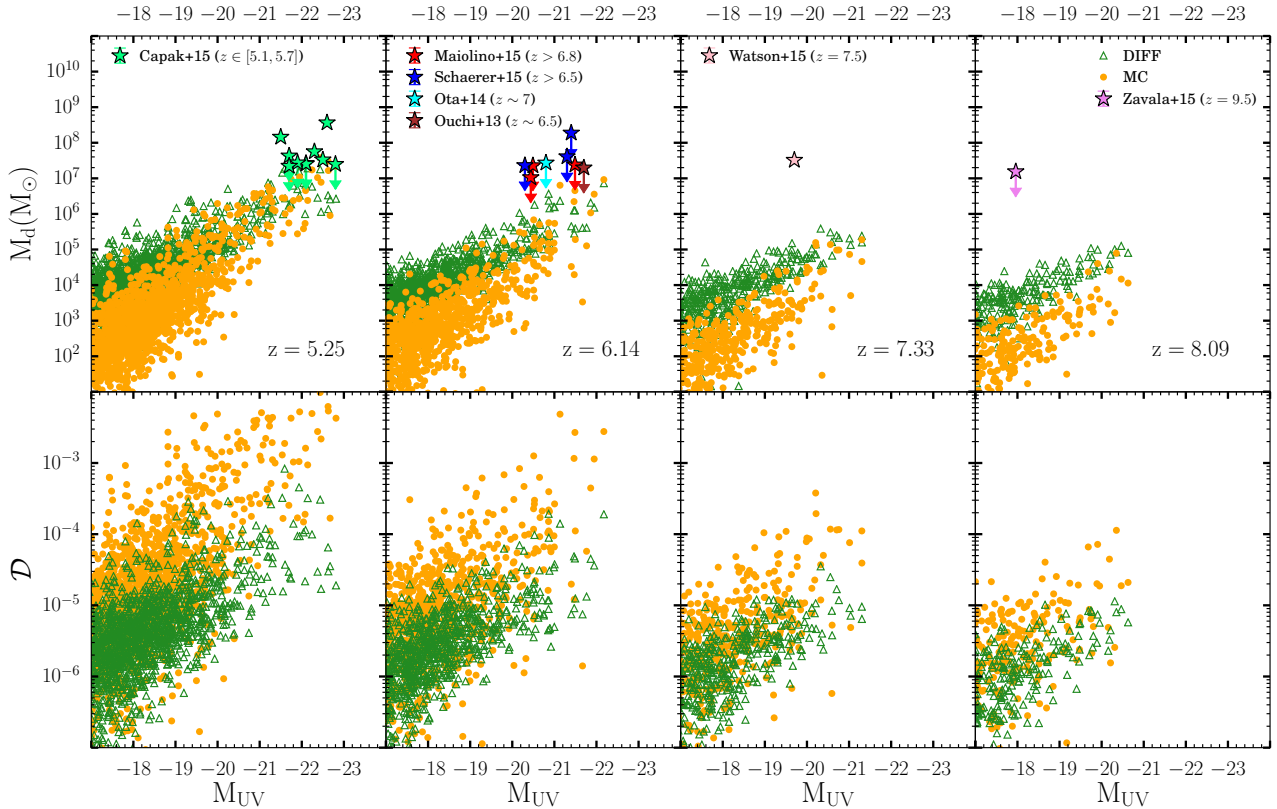 −18 −19 −20 −21 −22 −23 −18 −19 −20 −21 −22 −23 −18 −19 −20 −21 −22 −23 −18 −19 −20 −21 −22 −23
Capak+15 (z ∈ [5.1, 5.7])
Maiolino+15 (z > 6.8)
Schaerer+15 (z > 6.5)
Ota+14 (z ∼ 7)
Ouchi+13 (z ∼ 6.5)
Watson+15 (z = 7.5)
DIFF
MC
Zavala+15 (z = 9.5)
M_d(M_⊙)
10^10
10^9
10^8
10^7
10^6
10^5
10^4
10^3
10^2
z = 5.25
z = 6.14
z = 7.33
z = 8.09
𝒟
10^−3
10^−4
10^−5
10^−6
−18 −19 −20 −21 −22 −23 −18 −19 −20 −21 −22 −23 −18 −19 −20 −21 −22 −23 −18 −19 −20 −21 −22 −23
M_UV M_UV M_UV M_UV